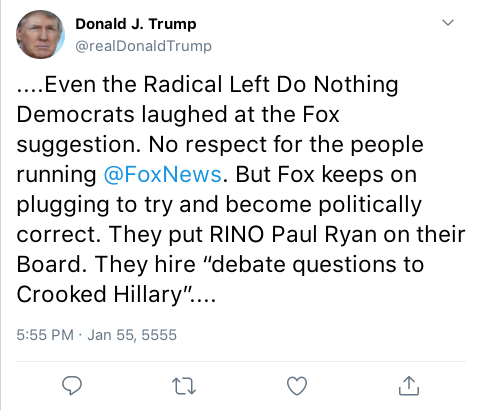 Donald J. Trump
@realDonaldTrump
....Even the Radical Left Do Nothing
Democrats laughed at the Fox
suggestion. No respect for the people
running @FoxNews. But Fox keeps on
plugging to try and become politically
correct. They put RINO Paul Ryan on their
Board. They hire “debate questions to
Crooked Hillary”....
5:55 PM · Jan 55, 5555